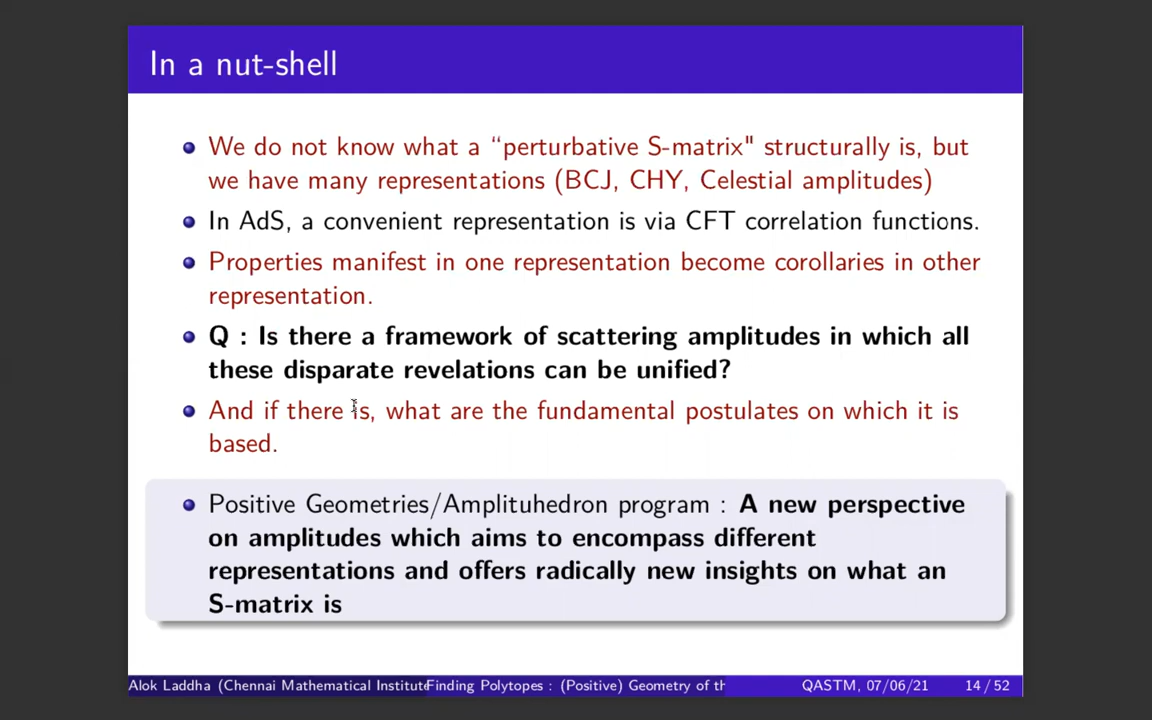 In a nut-shell
We do not know what a “perturbative S-matrix" structurally is, but
we have many representations (BCJ, CHY, Celestial amplitudes)
In AdS, a convenient representation is via CFT correlation functions.
Properties manifest in one representation become corollaries in other
representation.
Q : Is there a framework of scattering amplitudes in which all
these disparate revelations can be unified?
And if there is, what are the fundamental postulates on which it is
based.
Positive Geometries/Amplituhedron program : A new perspective
on amplitudes which aims to encompass different
representations and offers radically new insights on what an
S-matrix is
Alok Laddha (Chennai Mathematical Institute Finding Polytopes : (Positive) Geometry of th QASTM, 07/06/21 14 / 52